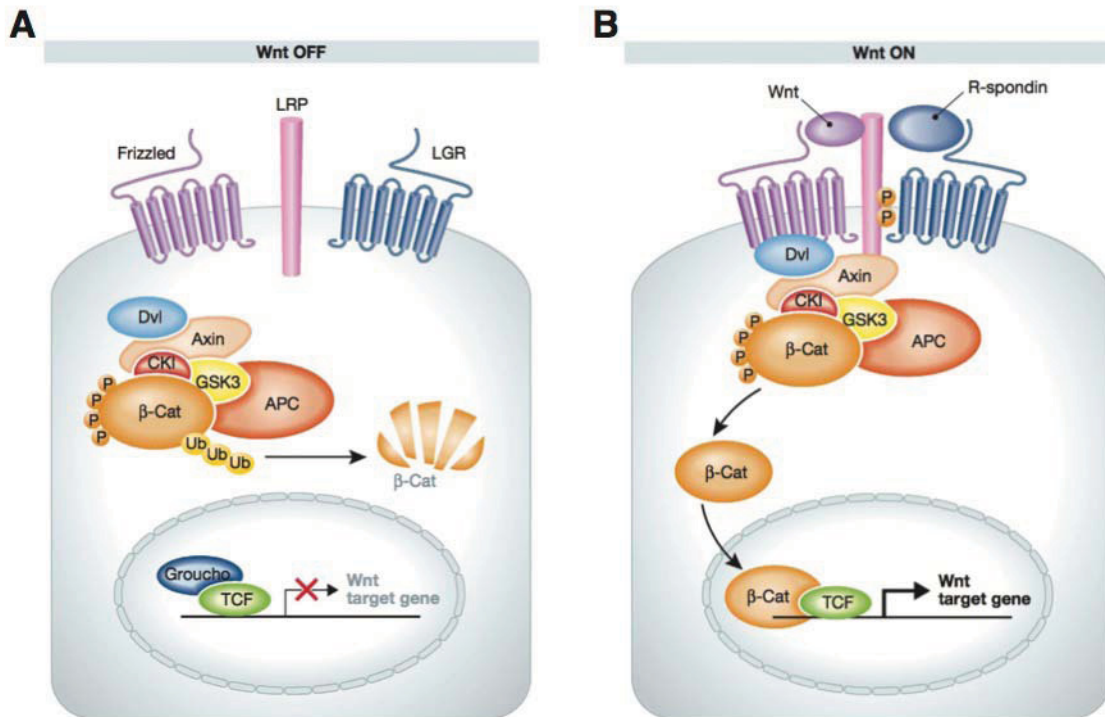 A
Wnt OFF
LRP
Frizzled
LGR
Dvl
Axin
CKI
GSK3
P
P
P
P
β-Cat
APC
Ub
Ub
Ub
β-Cat
Groucho
TCF
Wnt
target gene
B
Wnt ON
Wnt
R-spondin
P
P
Dvl
Axin
CKI
GSK3
P
P
P
P
β-Cat
APC
β-Cat
β-Cat
TCF
Wnt
target gene